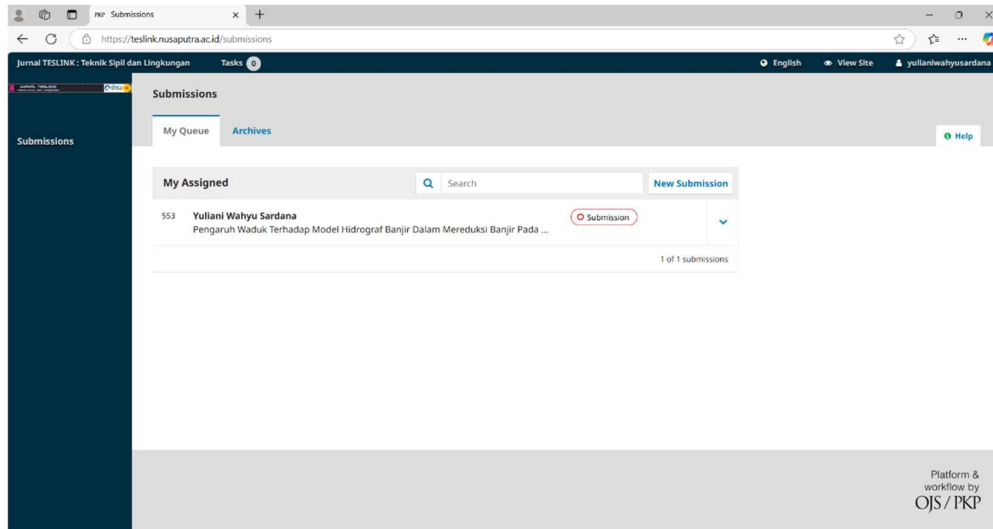 PKP Submissions
https://teslink.nusaputra.ac.id/submissions
Jurnal TESLINK : Teknik Sipil dan Lingkungan Tasks 0 English View Site yulianiwahyusardana
Submissions
My Queue Archives
Submissions
Help
My Assigned Search New Submission
553 Yuliani Wahyu Sardana Submission
Pengaruh Waduk Terhadap Model Hidrograf Banjir Dalam Mereduksi Banjir Pada ...
1 of 1 submissions
Platform &
workflow by
OJS / PKP